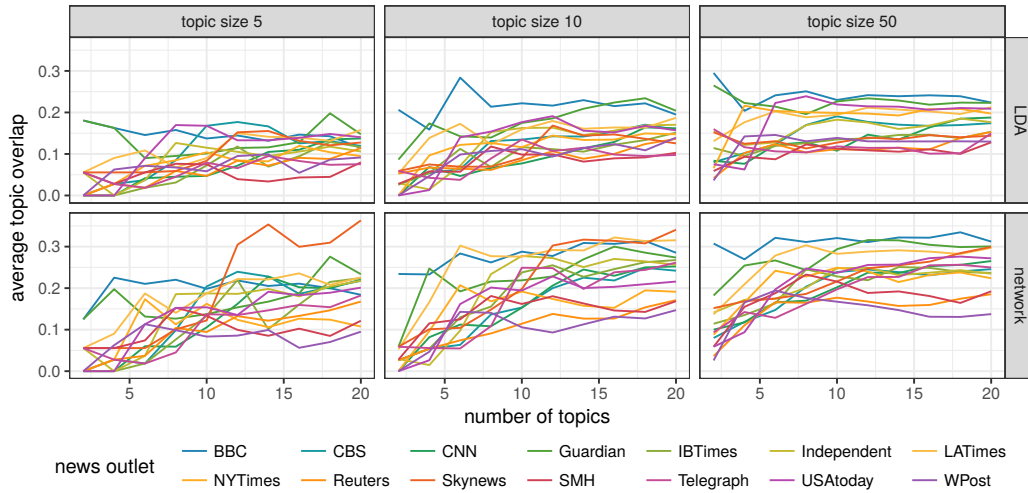 topic size 5 topic size 10 topic size 50
0.3
0.2
0.1
0.0
LDA
0.3
0.2
0.1
0.0
network
average topic overlap
5 10 15 20 5 10 15 20 5 10 15 20
number of topics
news outlet
BBC CBS CNN Guardian IBTimes Independent LATimes
NYTimes Reuters Skynews SMH Telegraph USAtoday WPost